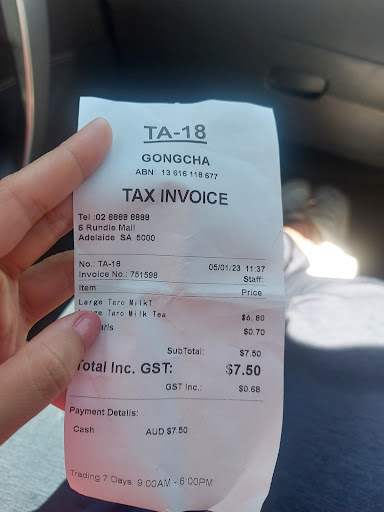 TA-18
GONGCHA
ABN: 13 616 118 677
TAX INVOICE
Tel :02 8888 8888
6 Rundle Mall
Adelaide SA 5000
No.: TA-18 05/01/23 11:37
Invoice No.: 751598 Staff:
Item Price
Large Taro MilkT
Large Taro Milk Tea $6.80
$0.70
SubTotal: $7.50
Total Inc. GST: $7.50
GST Inc.: $0.68
Payment Details:
Cash AUD $7.50
Trading 7 Days 9:00AM - 6:00PM